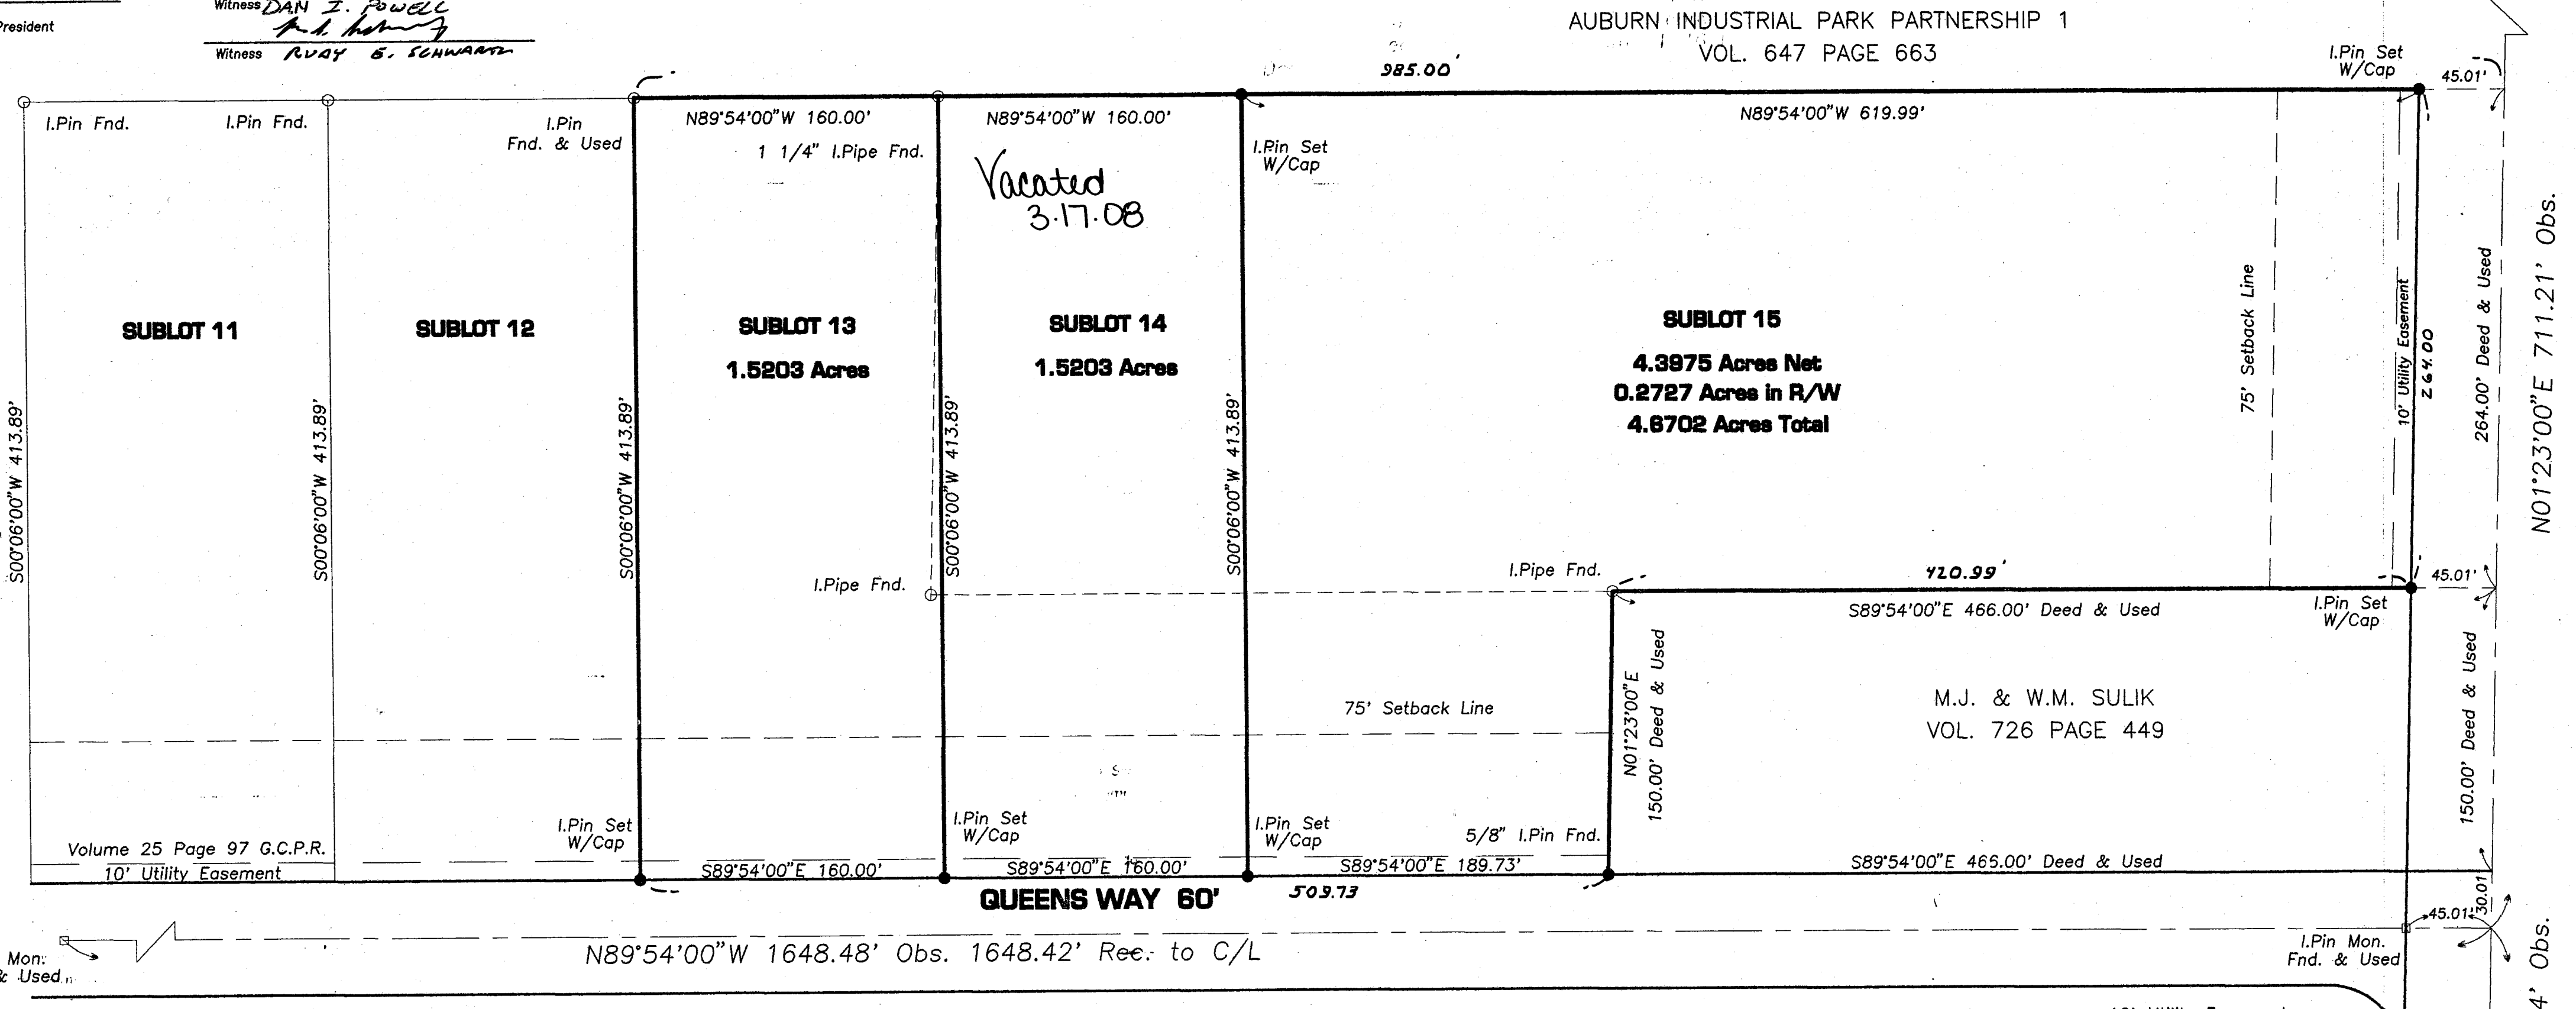 Witness DAN I. POWELL
President
Witness RUDY E. SCHWARTZ
AUBURN INDUSTRIAL PARK PARTNERSHIP 1
VOL. 647 PAGE 663
985.00'
I.Pin Set
W/Cap
45.01'
I.Pin Fnd.
I.Pin Fnd.
I.Pin
Fnd. & Used
N89°54'00"W 160.00'
1 1/4" I.Pipe Fnd.
N89°54'00"W 160.00'
I.Pin Set
W/Cap
N89°54'00"W 619.99'
Vacated
3·17·08
SUBLOT 11
SUBLOT 12
SUBLOT 13
1.5203 Acres
SUBLOT 14
1.5203 Acres
SUBLOT 15
4.3975 Acres Net
0.2727 Acres in R/W
4.6702 Acres Total
75' Setback Line
10' Utility Easement
264.00
264.00' Deed & Used
N01°23'00"E 711.21' Obs.
S00°06'00"W 413.89'
S00°06'00"W 413.89'
S00°06'00"W 413.89'
S00°06'00"W 413.89'
S00°06'00"W 413.89'
I.Pipe Fnd.
I.Pipe Fnd.
420.99'
45.01'
S89°54'00"E 466.00' Deed & Used
I.Pin Set
W/Cap
N01°23'00"E
150.00' Deed & Used
M.J. & W.M. SULIK
VOL. 726 PAGE 449
150.00' Deed & Used
75' Setback Line
Volume 25 Page 97 G.C.P.R.
10' Utility Easement
I.Pin Set
W/Cap
I.Pin Set
W/Cap
I.Pin Set
W/Cap
5/8" I.Pin Fnd.
S89°54'00"E 160.00'
S89°54'00"E 160.00'
S89°54'00"E 189.73'
S89°54'00"E 466.00' Deed & Used
QUEENS WAY 60'
509.73
45.01'
30.01
Mon.
& Used
N89°54'00"W 1648.48' Obs. 1648.42' Rec. to C/L
I.Pin Mon.
Fnd. & Used
4' Obs.